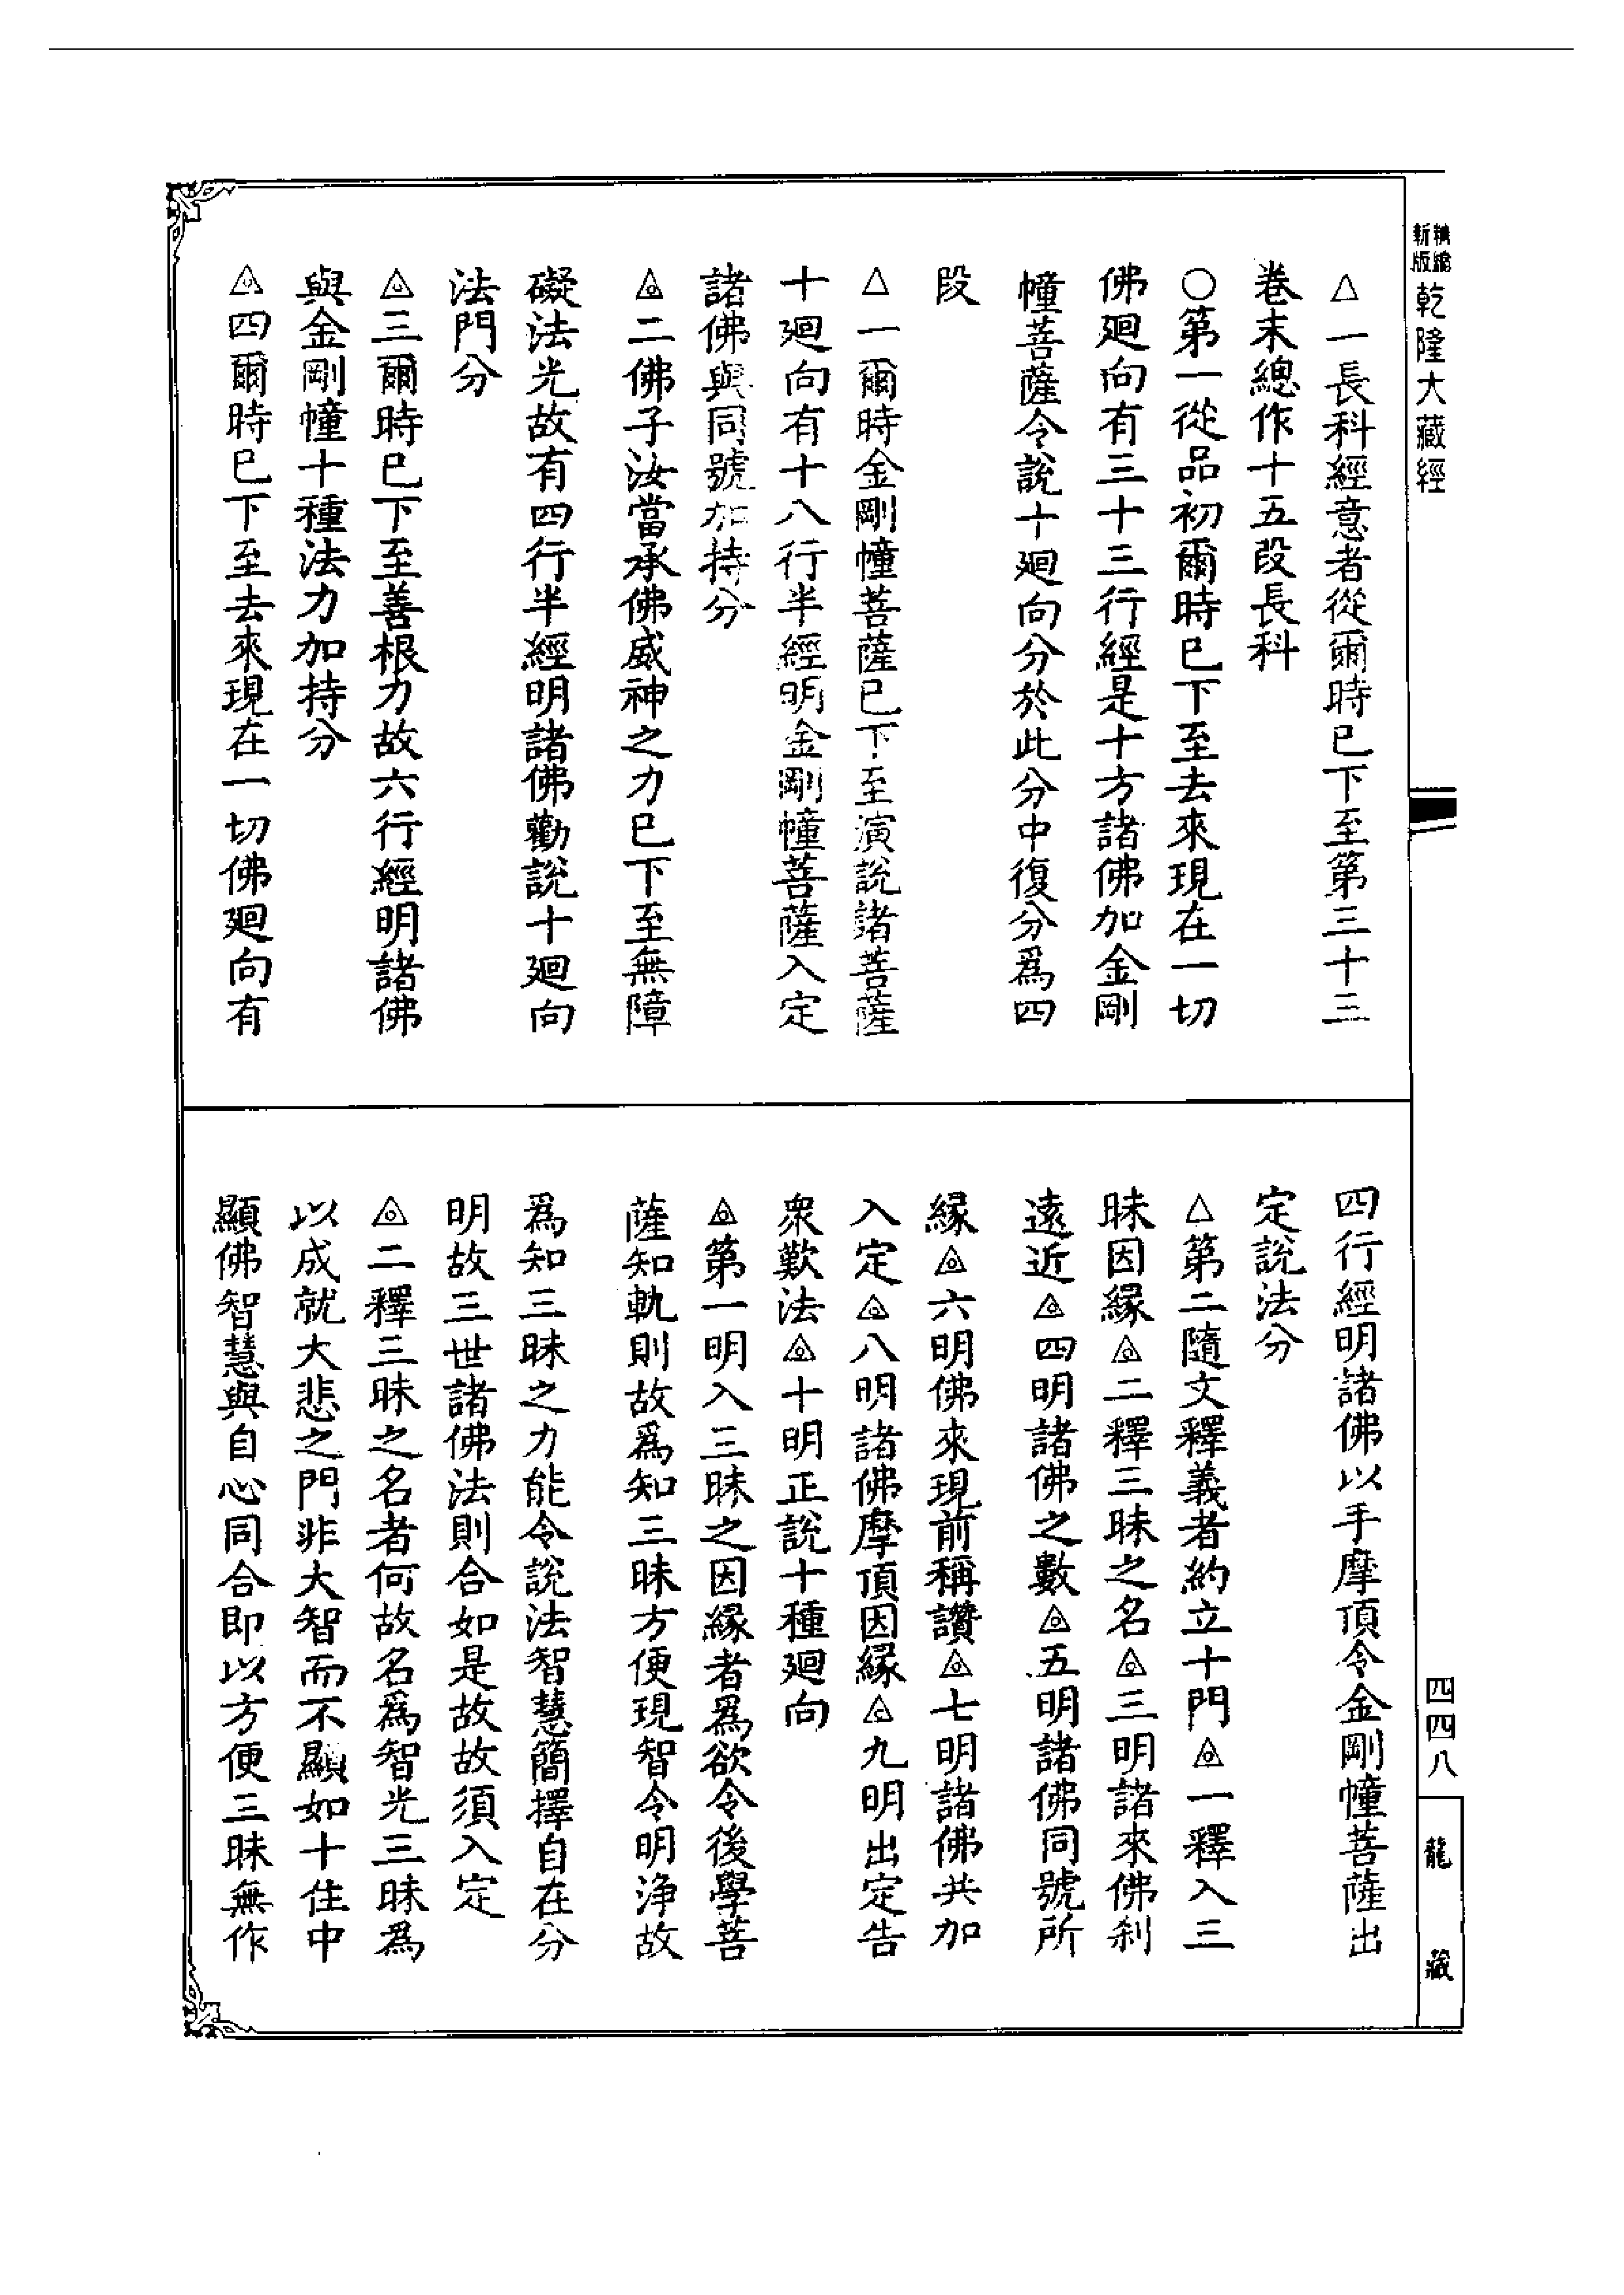 精縮新版乾隆大藏經
△一長科經意者從爾時已下至第三十三
卷末總作十五段長科
○第一從品初爾時已下至去來現在一切
佛廻向有三十三行經是十方諸佛加金剛
幢菩薩令說十廻向分於此分中復分為四
段
△一爾時金剛幢菩薩已下至演說諸菩薩
十廻向有十八行半經明金剛幢菩薩入定
諸佛與同號加持分
◬二佛子汝當承佛威神之力已下至無障
礙法光故有四行半經明諸佛勸說十廻向
法門分
◬三爾時已下至善根力故六行經明諸佛
與金剛幢十種法力加持分
◬四爾時已下至去來現在一切佛廻向有
四行經明諸佛以手摩頂令金剛幢菩薩出
定說法分
△第二隨文釋義者約立十門◬一釋入三
昧因緣◬二釋三昧之名◬三明諸來佛刹
遠近◬四明諸佛之數◬五明諸佛同號所
緣◬六明佛來現前稱讚◬七明諸佛共加
入定◬八明諸佛摩頂因緣◬九明出定告
衆歎法◬十明正說十種廻向
◬第一明入三昧之因緣者為欲令後學菩
薩知軌則故為知三昧方便現智令明淨故
為知三昧之力能令說法智慧簡擇自在分
明故三世諸佛法則合如是故故須入定
◬二釋三昧之名者何故名為智光三昧為
以成就大悲之門非大智而不顯如十住中
顯佛智慧與自心同合即以方便三昧無作
四四八
龍藏